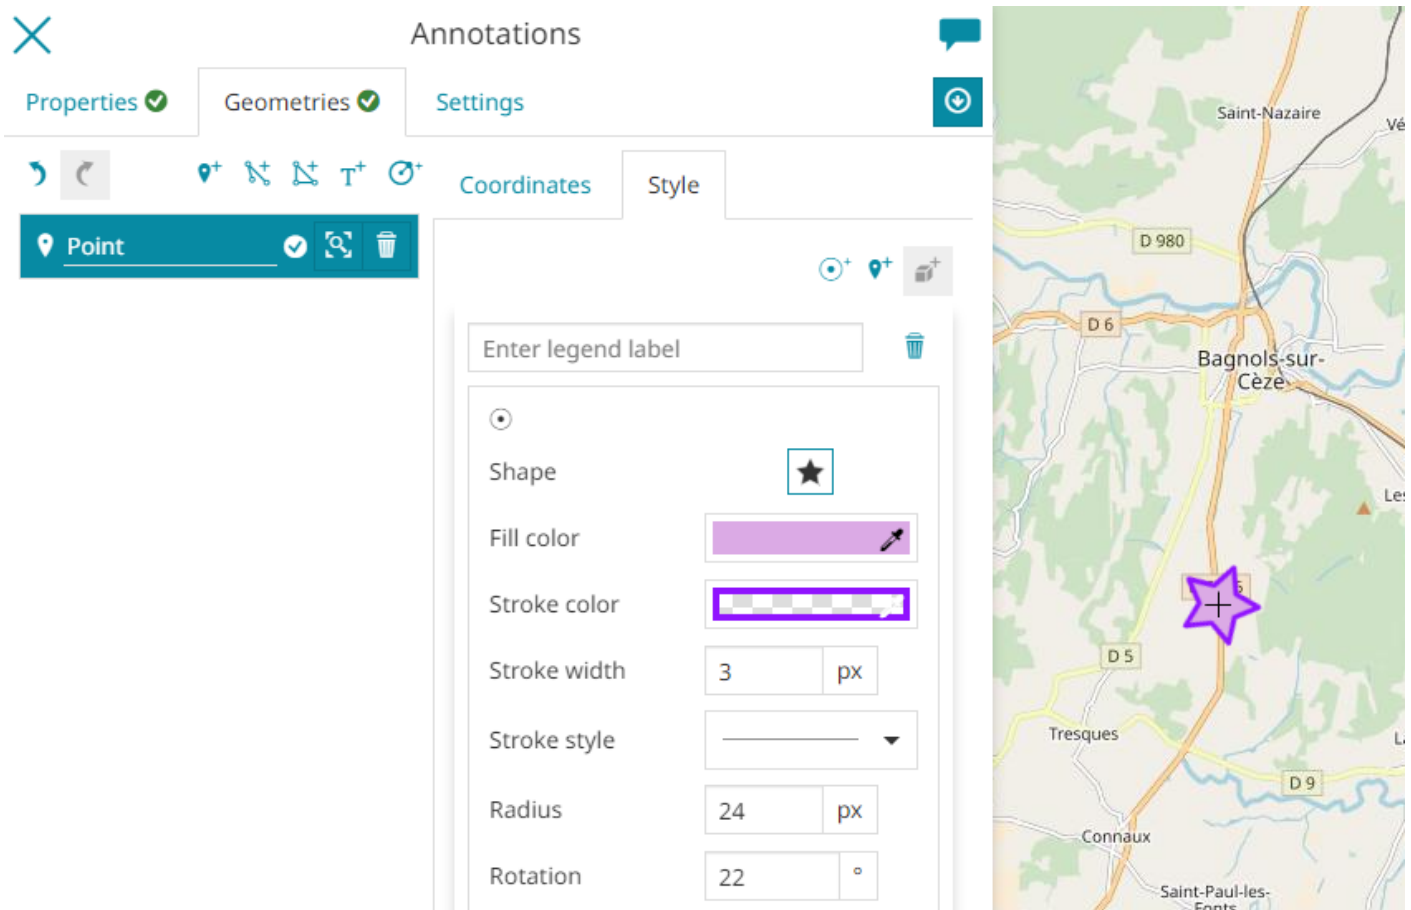 Annotations
Properties
Geometries
Settings
Coordinates
Style
Point
Enter legend label
Shape
Fill color
Stroke color
Stroke width
3
px
Stroke style
Radius
24
px
Rotation
22
°
Saint-Nazaire
D 980
D 6
Bagnols-sur-
Cèze
D 5
Tresques
D 9
Connaux
Saint-Paul-les-
Fonts